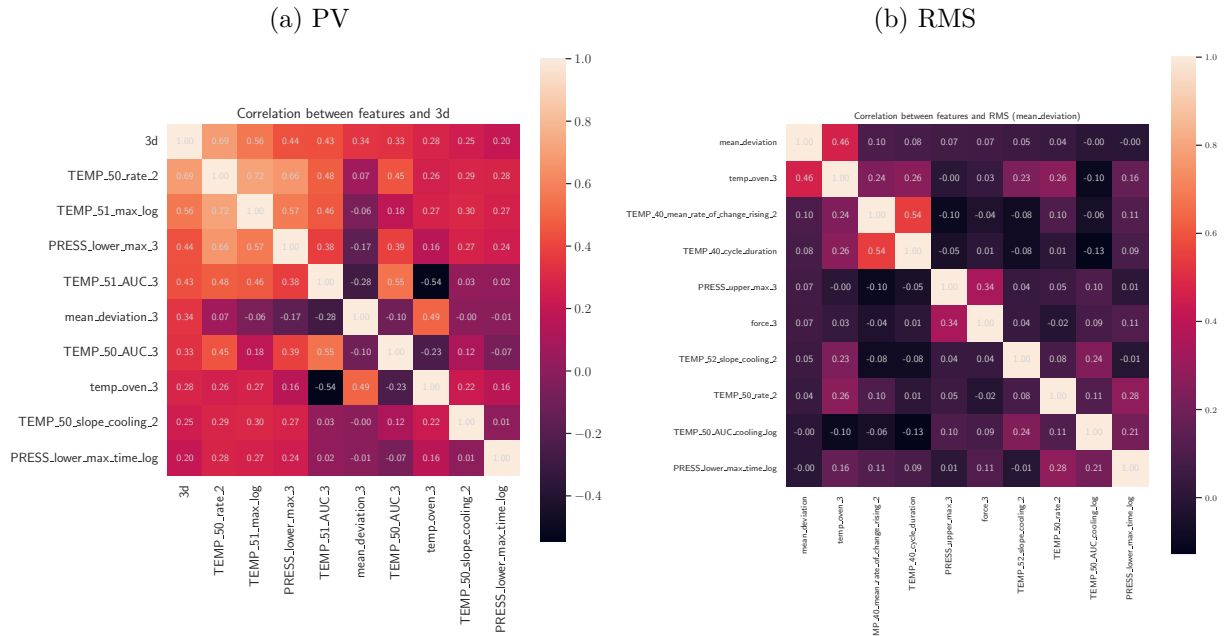 (a) PV
Correlation between features and 3d
3d 1.00 0.69 0.56 0.44 0.43 0.34 0.33 0.28 0.25 0.20
TEMP_50_rate_2 0.69 1.00 0.72 0.66 0.48 0.07 0.45 0.26 0.29 0.28
TEMP_51_max_log 0.56 0.72 1.00 0.57 0.46 -0.06 0.18 0.27 0.30 0.27
PRESS_lower_max_3 0.44 0.66 0.57 1.00 0.38 -0.17 0.39 0.16 0.27 0.24
TEMP_51_AUC_3 0.43 0.48 0.46 0.38 1.00 -0.28 0.55 -0.54 0.03 0.02
mean_deviation_3 0.34 0.07 -0.06 -0.17 -0.28 1.00 -0.10 0.49 -0.00 -0.01
TEMP_50_AUC_3 0.33 0.45 0.18 0.39 0.55 -0.10 1.00 -0.23 0.12 -0.07
temp_oven_3 0.28 0.26 0.27 0.16 -0.54 0.49 -0.23 1.00 0.22 0.16
TEMP_50_slope_cooling_2 0.25 0.29 0.30 0.27 0.03 -0.00 0.12 0.22 1.00 0.01
PRESS_lower_max_time_log 0.20 0.28 0.27 0.24 0.02 -0.01 -0.07 0.16 0.01 1.00
3d
TEMP_50_rate_2
TEMP_51_max_log
PRESS_lower_max_3
TEMP_51_AUC_3
mean_deviation_3
TEMP_50_AUC_3
temp_oven_3
TEMP_50_slope_cooling_2
PRESS_lower_max_time_log
1.0
0.8
0.6
0.4
0.2
0.0
−0.2
−0.4
(b) RMS
Correlation between features and RMS (mean_deviation)
mean_deviation 1.00 0.46 0.10 0.08 0.07 0.07 0.05 0.04 -0.00 -0.00
temp_oven_3 0.46 1.00 0.24 0.26 -0.00 0.03 0.23 0.26 -0.10 0.16
TEMP_40_mean_rate_of_change_rising_2 0.10 0.24 1.00 0.54 -0.10 -0.04 -0.08 0.10 -0.06 0.11
TEMP_40_cycle_duration 0.08 0.26 0.54 1.00 -0.05 0.01 -0.08 0.01 -0.13 0.09
PRESS_upper_max_3 0.07 -0.00 -0.10 -0.05 1.00 0.34 0.04 0.05 0.10 0.01
force_3 0.07 0.03 -0.04 0.01 0.34 1.00 0.04 -0.02 0.09 0.11
TEMP_52_slope_cooling_2 0.05 0.23 -0.08 -0.08 0.04 0.04 1.00 0.08 0.24 -0.01
TEMP_50_rate_2 0.04 0.26 0.10 0.01 0.05 -0.02 0.08 1.00 0.11 0.28
TEMP_50_AUC_cooling_log -0.00 -0.10 -0.06 -0.13 0.10 0.09 0.24 0.11 1.00 0.21
PRESS_lower_max_time_log -0.00 0.16 0.11 0.09 0.01 0.11 -0.01 0.28 0.21 1.00
mean_deviation
temp_oven_3
MP_40_mean_rate_of_change_rising_2
TEMP_40_cycle_duration
PRESS_upper_max_3
force_3
TEMP_52_slope_cooling_2
TEMP_50_rate_2
TEMP_50_AUC_cooling_log
PRESS_lower_max_time_log
1.0
0.8
0.6
0.4
0.2
0.0